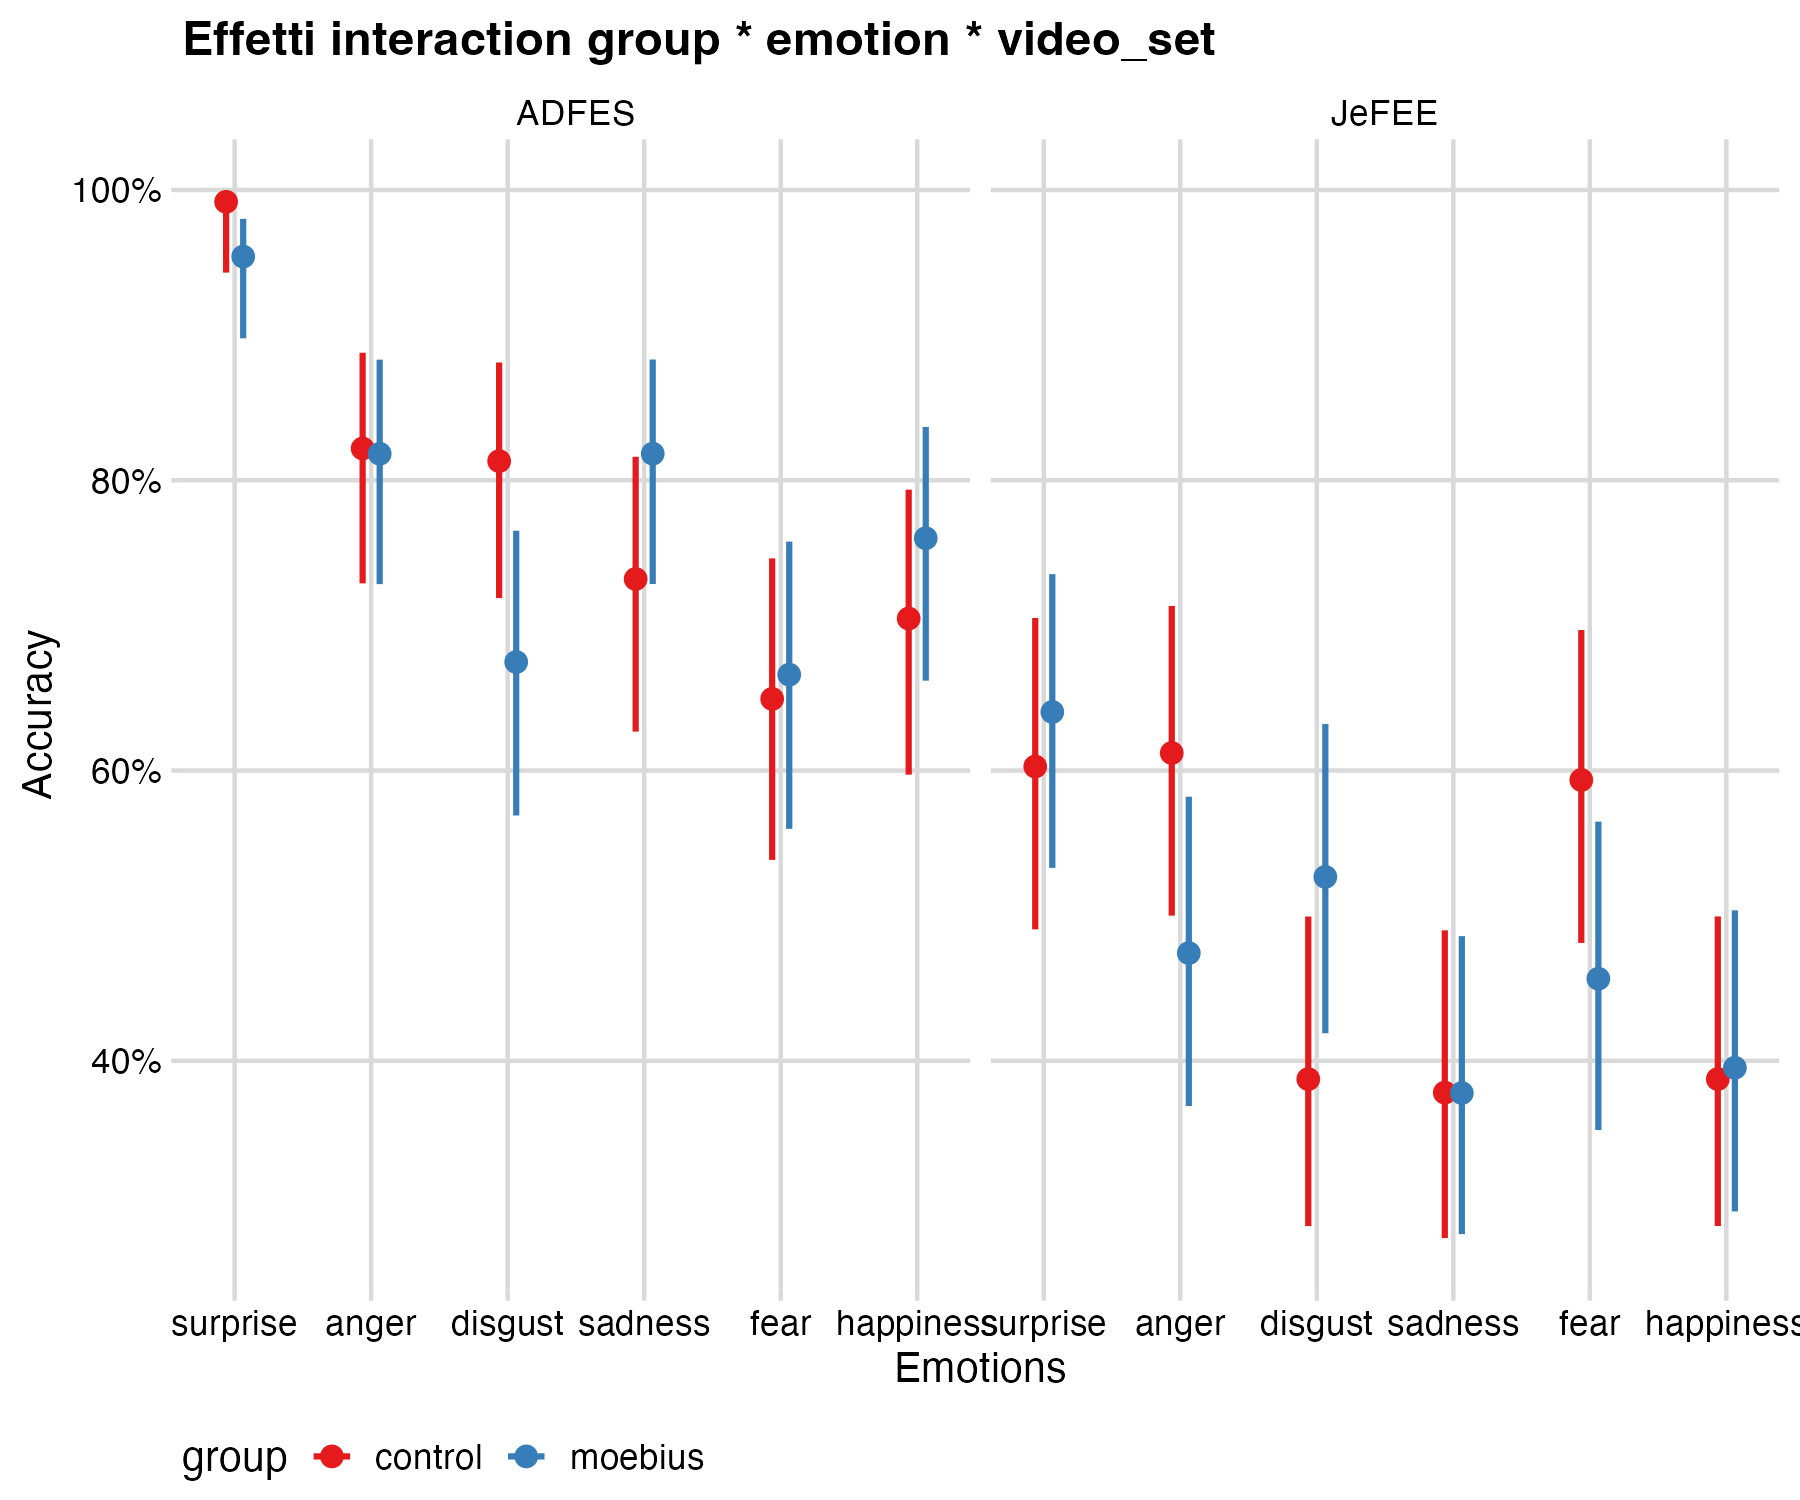 Effetti interaction group * emotion * video_set
ADFES JeFEE
100%
80%
60%
40%
Accuracy
surprise anger disgust sadness fear happiness surprise anger disgust sadness fear happiness
Emotions
group control moebius